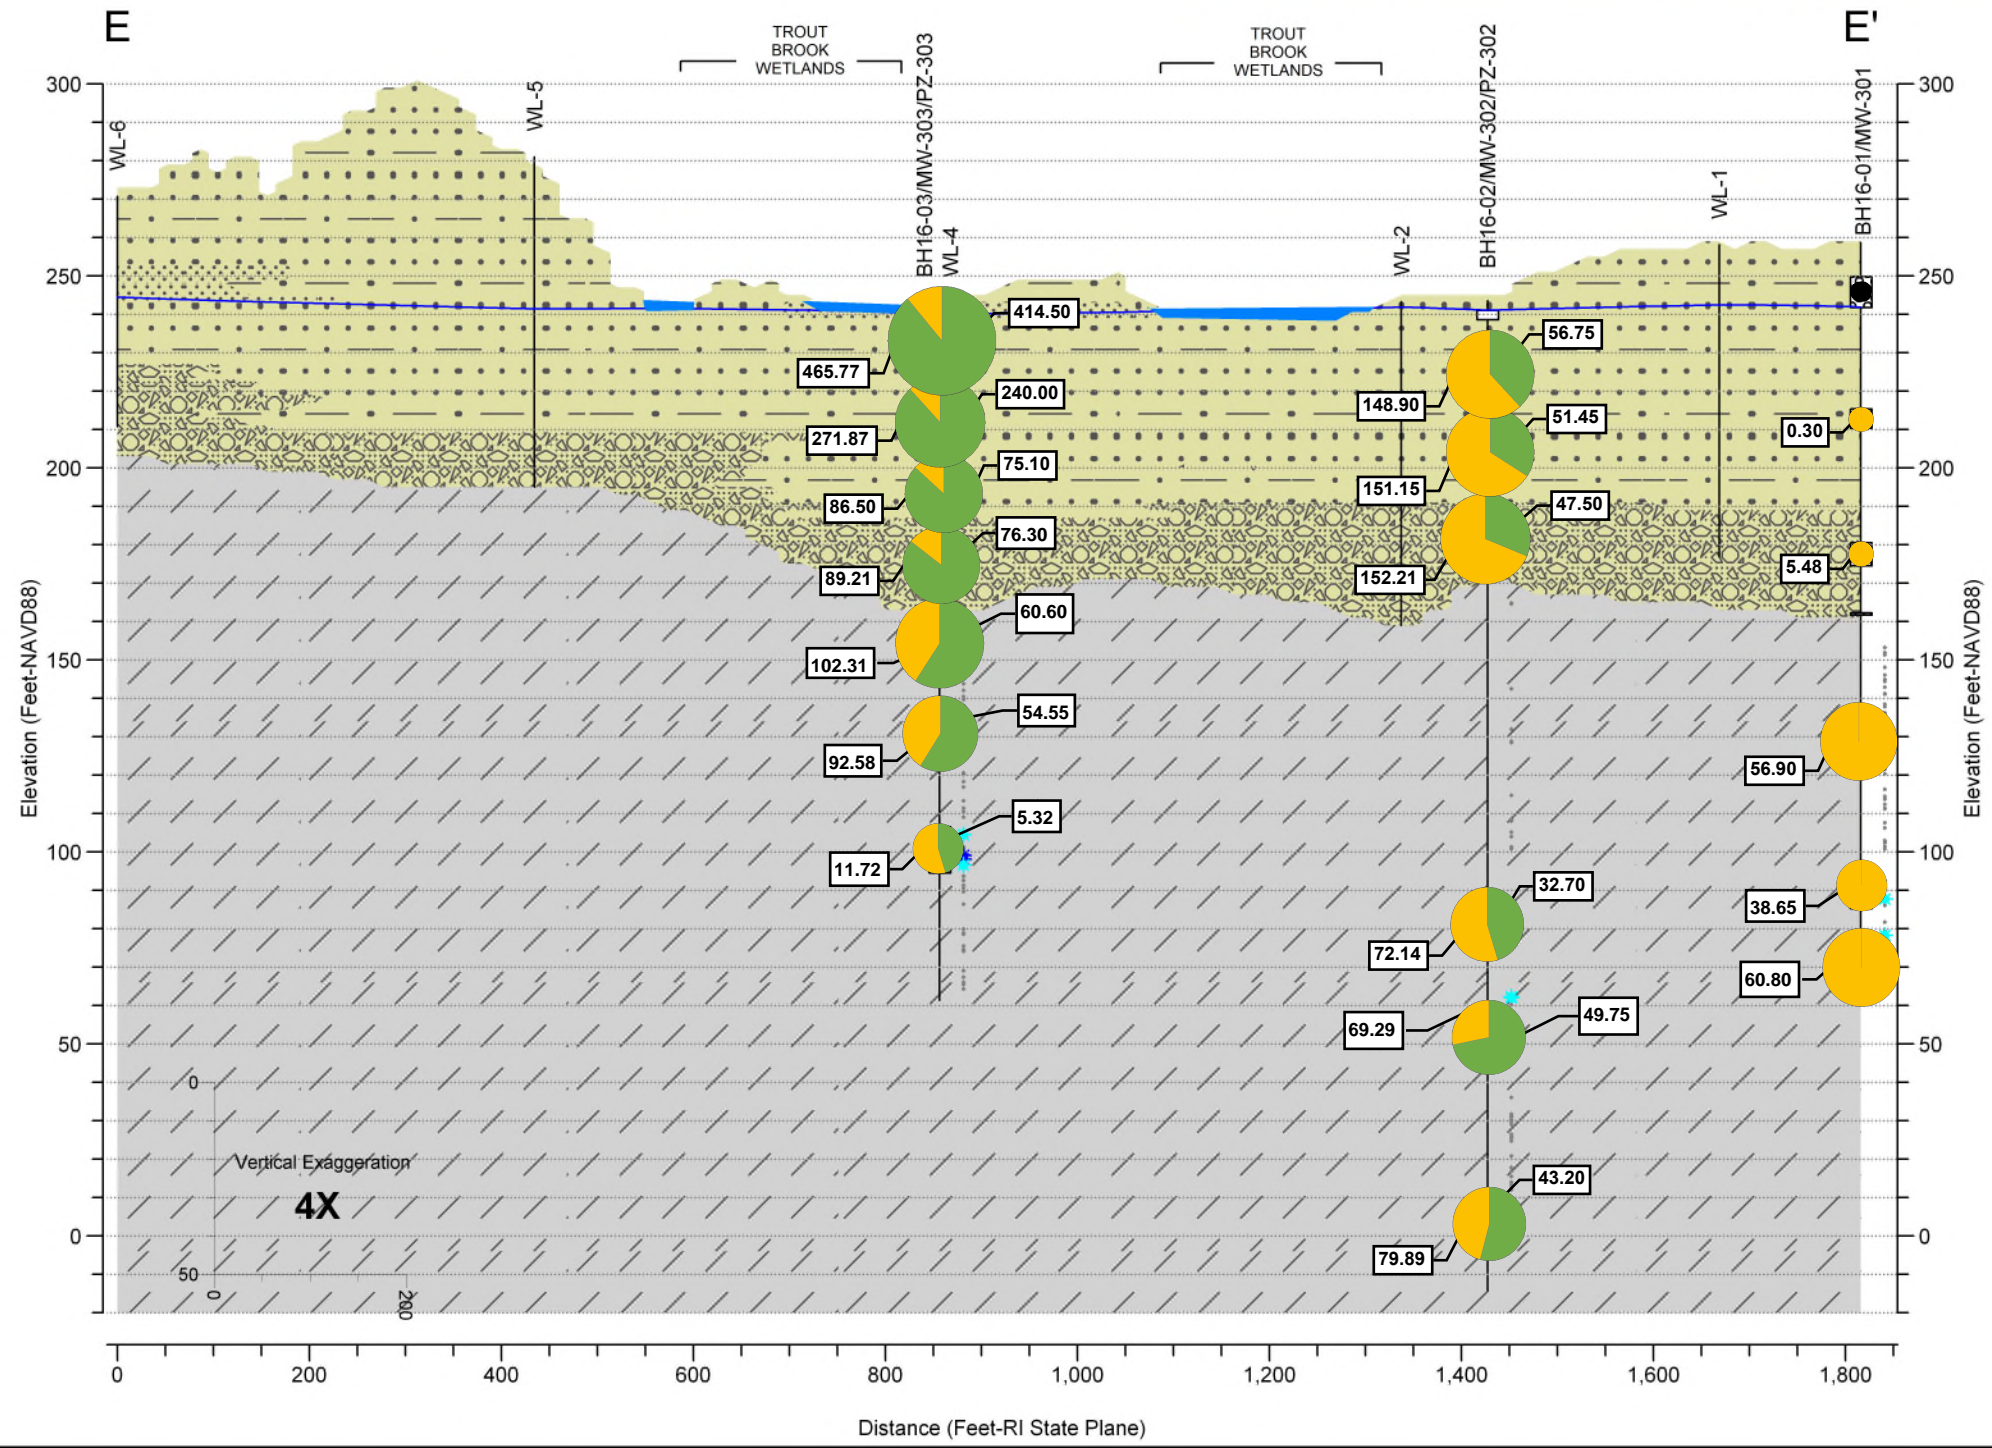 E
E'
TROUT
BROOK
WETLANDS
TROUT
BROOK
WETLANDS
WL-6
WL-5
BH16-03/MW-303/PZ-303
WL-4
WL-2
BH16-02/MW-302/PZ-302
WL-1
BH16-01/MW-301
300
250
200
150
100
50
0
Elevation (Feet-NAVD88)
300
250
200
150
100
50
0
Elevation (Feet-NAVD88)
414.50
465.77
240.00
271.87
75.10
86.50
76.30
89.21
60.60
102.31
54.55
92.58
5.32
11.72
56.75
148.90
51.45
151.15
47.50
152.21
32.70
72.14
69.29
49.75
43.20
79.89
0.30
5.48
56.90
38.65
60.80
0
Vertical Exaggeration
4X
50
0
200
0
200
400
600
800
1,000
1,200
1,400
1,600
1,800
Distance (Feet-RI State Plane)